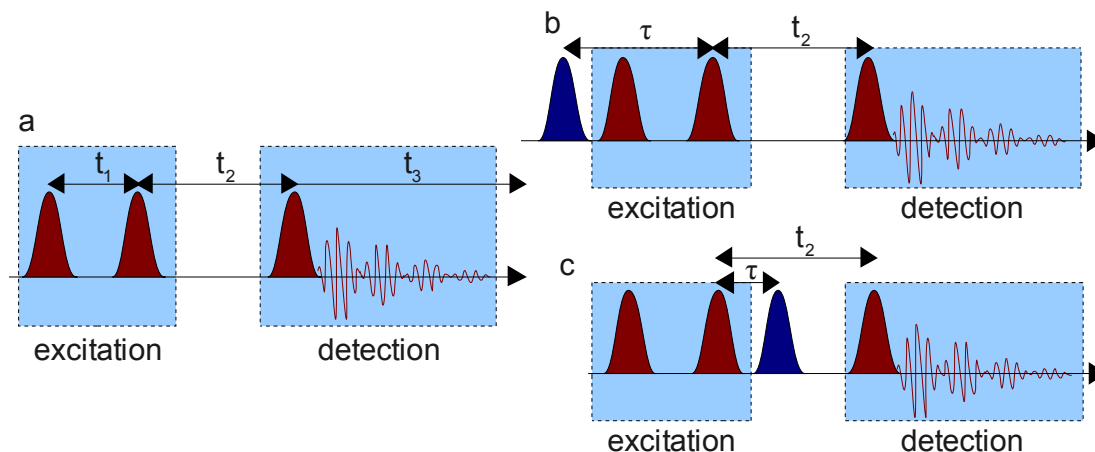 a
t1
t2
t3
excitation
detection
b
τ
t2
excitation
detection
c
t2
τ
excitation
detection